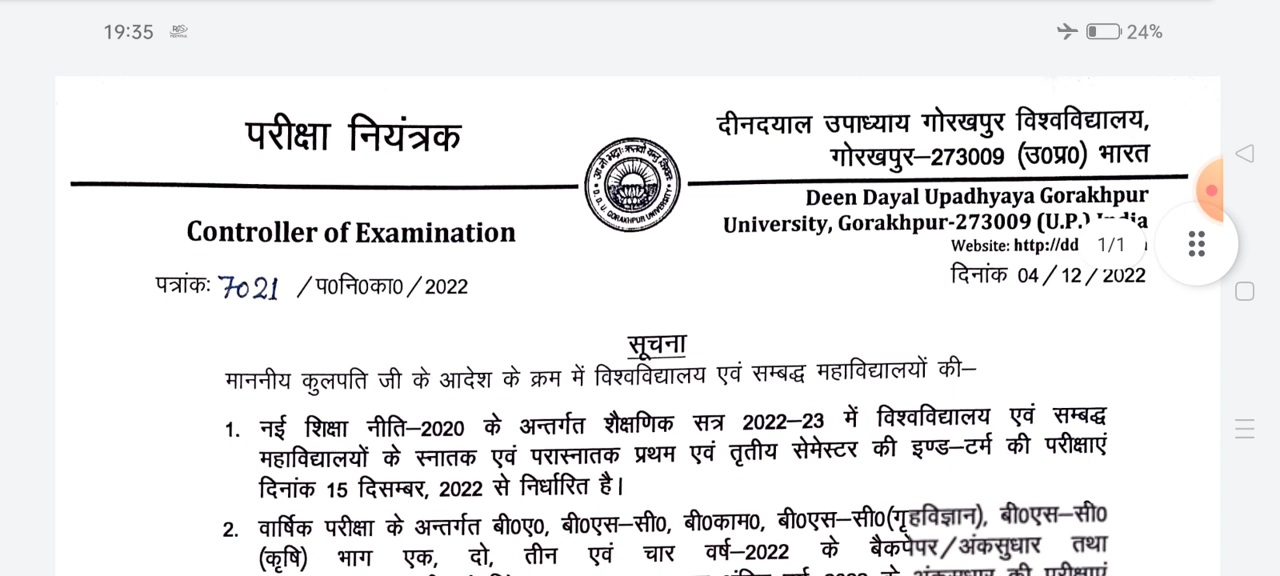 19:35
24%
परीक्षा नियंत्रक
दीनदयाल उपाध्याय गोरखपुर विश्वविद्यालय,
गोरखपुर–273009 (उ0प्र0) भारत
Controller of Examination
Deen Dayal Upadhyaya Gorakhpur
University, Gorakhpur-273009 (U.P.)
Website: http://dd
1/1
D. D. U. GORAKHPUR UNIVERSITY
पत्रांक: 7021 /प0नि0का0/2022
दिनांक 04/12/2022
सूचना
माननीय कुलपति जी के आदेश के क्रम में विश्वविद्यालय एवं सम्बद्ध महाविद्यालयों की–
1. नई शिक्षा नीति–2020 के अन्तर्गत शैक्षणिक सत्र 2022–23 में विश्वविद्यालय एवं सम्बद्ध
महाविद्यालयों के स्नातक एवं परास्नातक प्रथम एवं तृतीय सेमेस्टर की इण्ड–टर्म की परीक्षाएं
दिनांक 15 दिसम्बर, 2022 से निर्धारित है।
2. वार्षिक परीक्षा के अन्तर्गत बी0ए0, बी0एस–सी0, बी0काम0, बी0एस–सी0(गृहविज्ञान), बी0एस–सी0
(कृषि) भाग एक, दो, तीन एवं चार वर्ष–2022 के बैकपेपर/अंकसुधार तथा